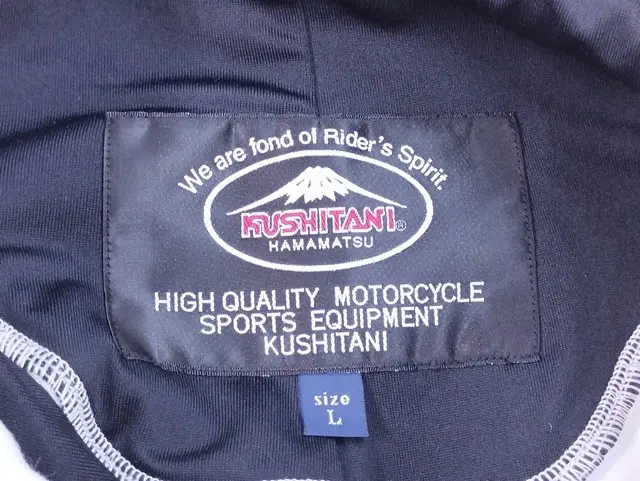 We are fond of Rider's Spirit.
KUSHITANI®
HAMAMATSU
HIGH QUALITY MOTORCYCLE
SPORTS EQUIPMENT
KUSHITANI
size
L